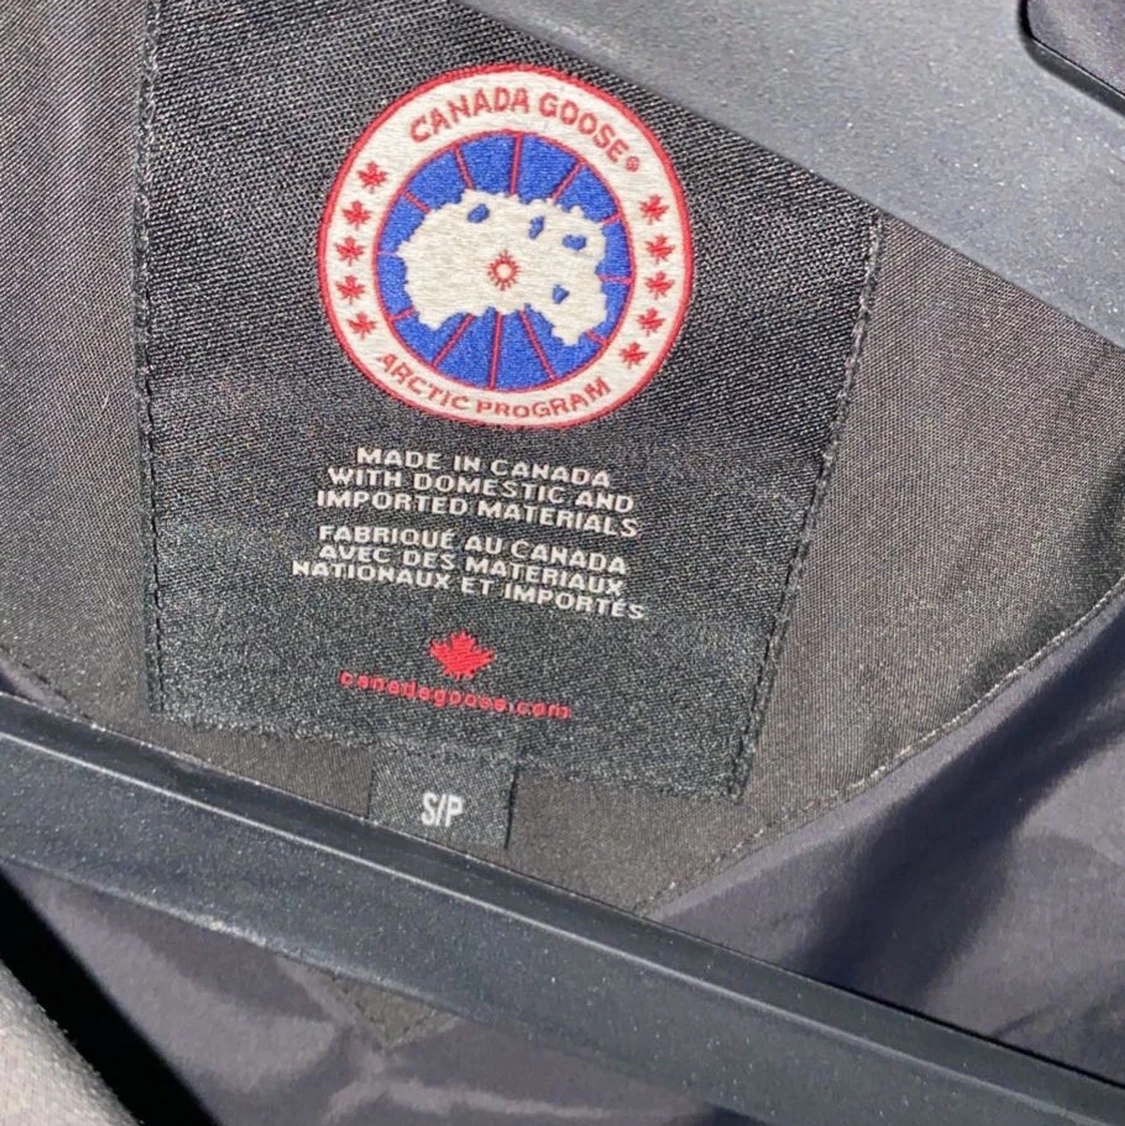 CANADA GOOSE®
ARCTIC PROGRAM
MADE IN CANADA
WITH DOMESTIC AND
IMPORTED MATERIALS
FABRIQUÉ AU CANADA
AVEC DES MATERIAUX
NATIONAUX ET IMPORTÉS
canadagoose.com
S/P